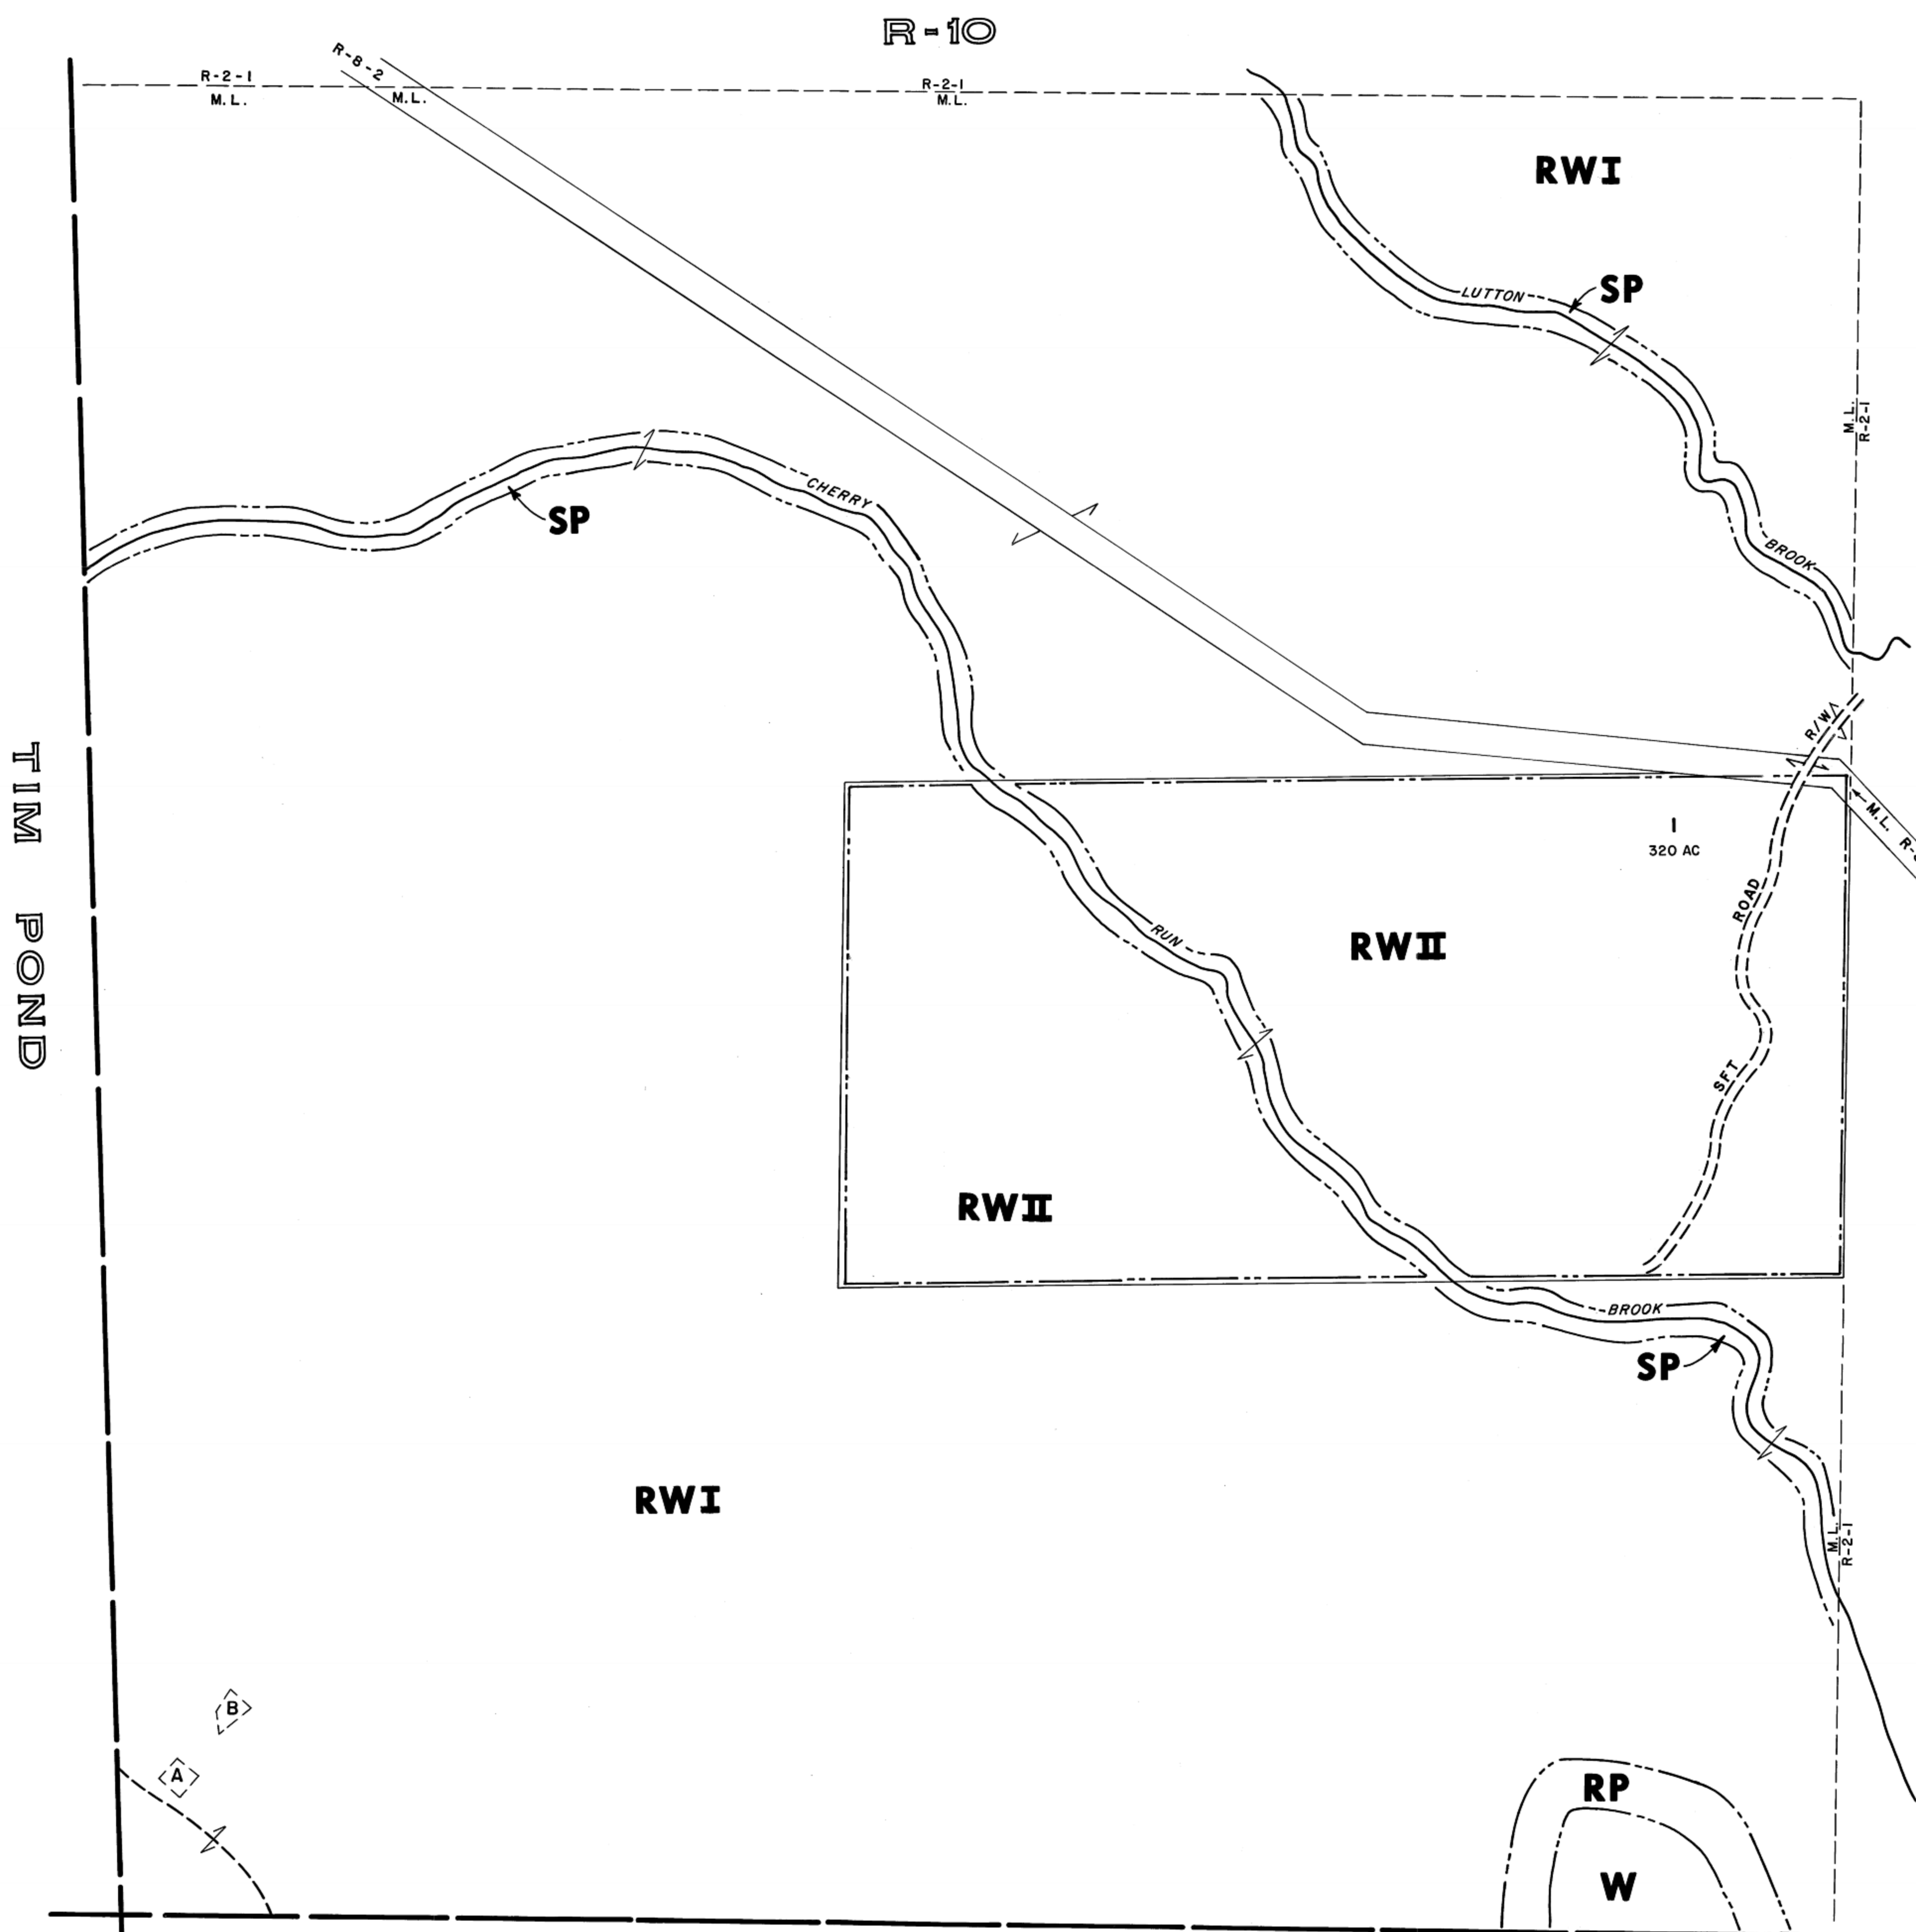 R-10
R-8-2
R-2-1
M.L.
M.L.
R-2-1
M.L.
RWI
LUTTON
SP
M.L.
R-2-1
CHERRY
SP
BROOK
R/W
TIM POND
M.L. R-
1
320 AC
ROAD
RUN
RWII
SFT
RWII
BROOK
SP
RWI
M.L.
R-2-1
B
A
RP
W